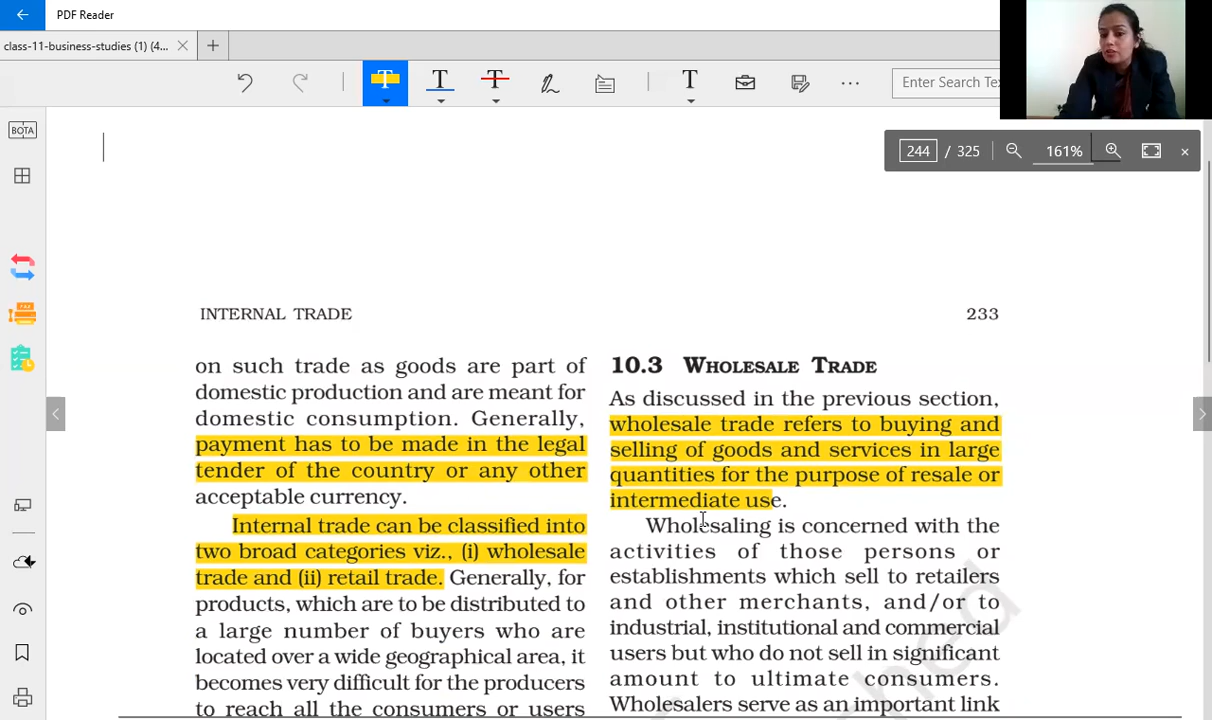 PDF Reader
class-11-business-studies (1) (4...
Enter Search Tex
BOTA
244 / 325 161%
INTERNAL TRADE 233
on such trade as goods are part of
domestic production and are meant for
domestic consumption. Generally,
payment has to be made in the legal
tender of the country or any other
acceptable currency.
Internal trade can be classified into
two broad categories viz., (i) wholesale
trade and (ii) retail trade. Generally, for
products, which are to be distributed to
a large number of buyers who are
located over a wide geographical area, it
becomes very difficult for the producers
to reach all the consumers or users
10.3 WHOLESALE TRADE
As discussed in the previous section,
wholesale trade refers to buying and
selling of goods and services in large
quantities for the purpose of resale or
intermediate use.
Wholesaling is concerned with the
activities of those persons or
establishments which sell to retailers
and other merchants, and/or to
industrial, institutional and commercial
users but who do not sell in significant
amount to ultimate consumers.
Wholesalers serve as an important link